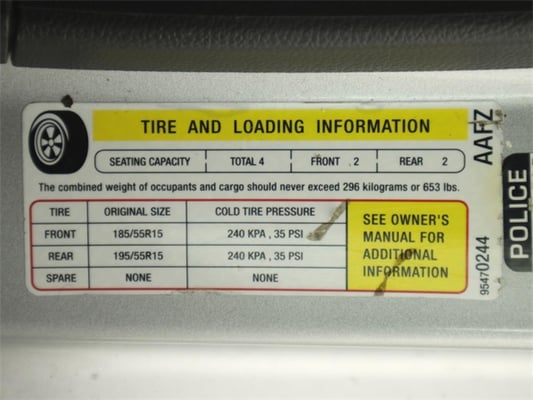 TIRE AND LOADING INFORMATION
SEATING CAPACITY TOTAL 4 FRONT . 2 REAR 2
The combined weight of occupants and cargo should never exceed 296 kilograms or 653 lbs.
TIRE ORIGINAL SIZE COLD TIRE PRESSURE
FRONT 185/55R15 240 KPA , 35 PSI
REAR 195/55R15 240 KPA , 35 PSI
SPARE NONE NONE
SEE OWNER'S
MANUAL FOR
ADDITIONAL
INFORMATION
95470244 AAFZ
POLICE